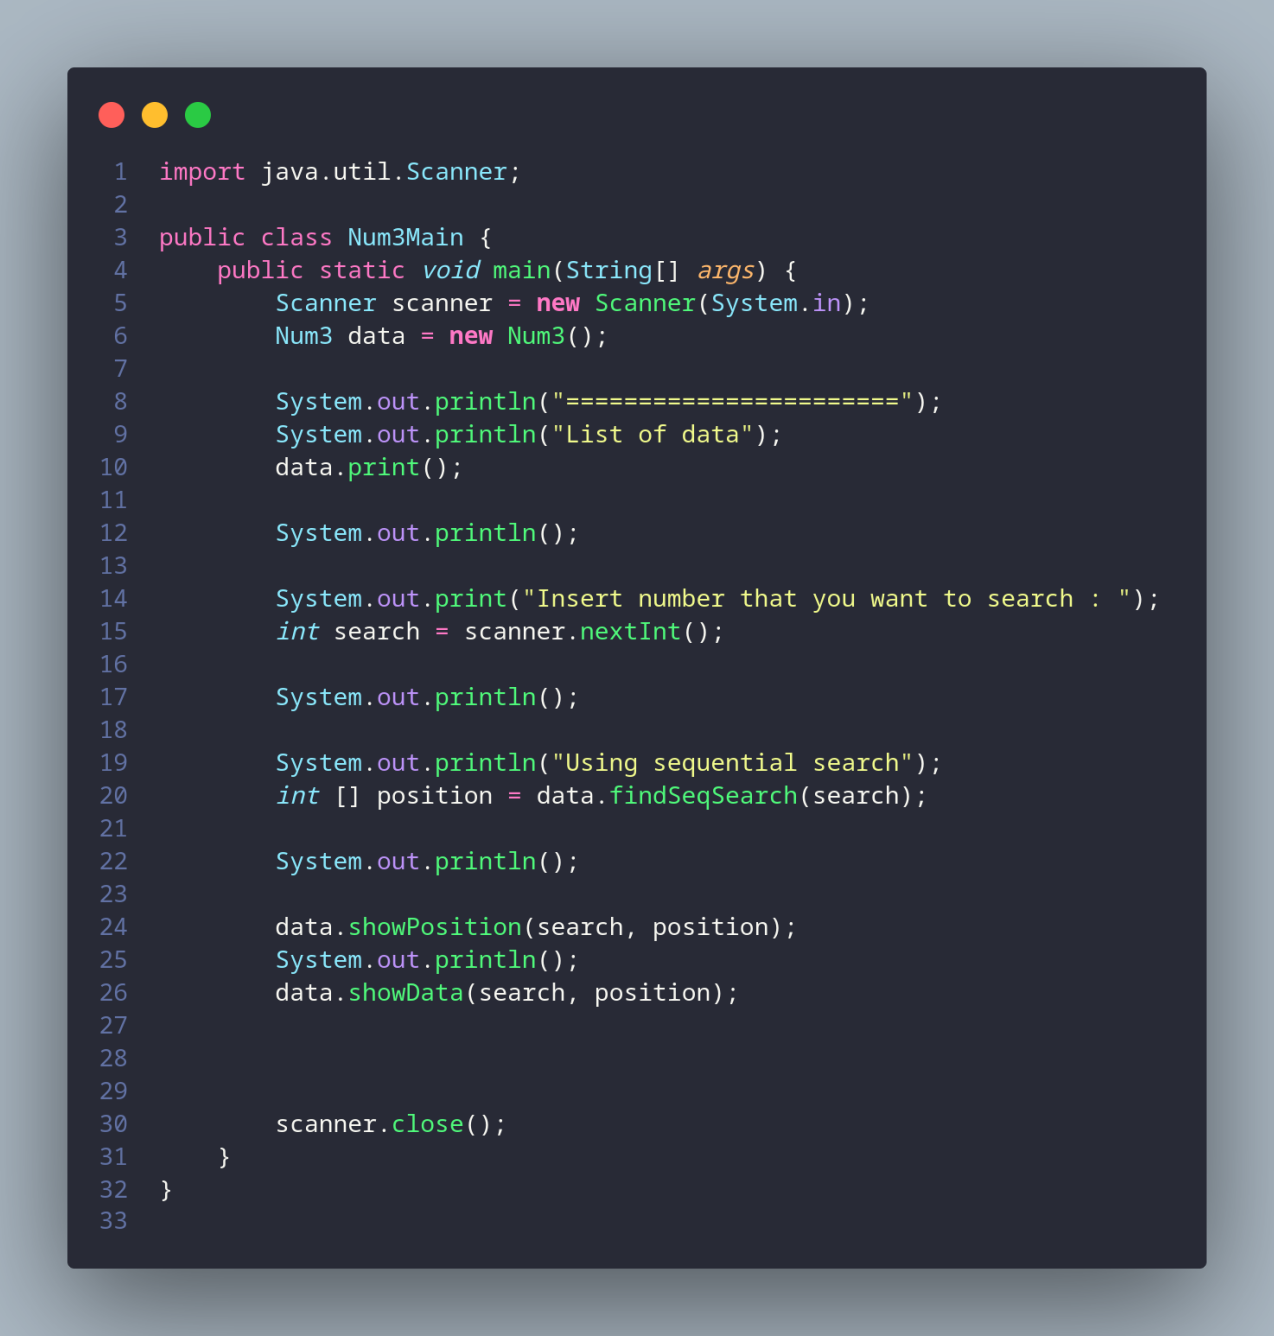 1 import java.util.Scanner;
2
3 public class Num3Main {
4     public static void main(String[] args) {
5         Scanner scanner = new Scanner(System.in);
6         Num3 data = new Num3();
7
8         System.out.println("=======================");
9         System.out.println("List of data");
10         data.print();
11
12         System.out.println();
13
14         System.out.print("Insert number that you want to search : ");
15         int search = scanner.nextInt();
16
17         System.out.println();
18
19         System.out.println("Using sequential search");
20         int [] position = data.findSeqSearch(search);
21
22         System.out.println();
23
24         data.showPosition(search, position);
25         System.out.println();
26         data.showData(search, position);
27
28
29
30         scanner.close();
31     }
32 }
33